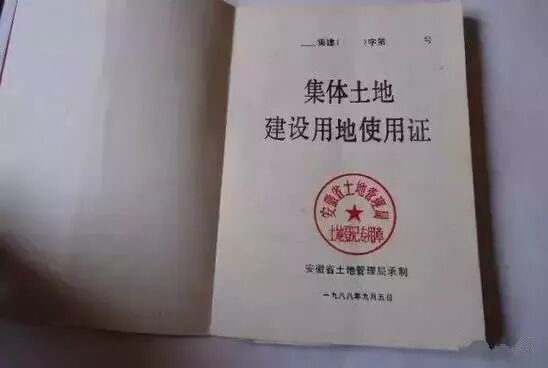 集建（ ）字第 号
集体土地
建设用地使用证
安徽省土地管理局
土地登记专用章
安徽省土地管理局承制
一九八八年九月五日